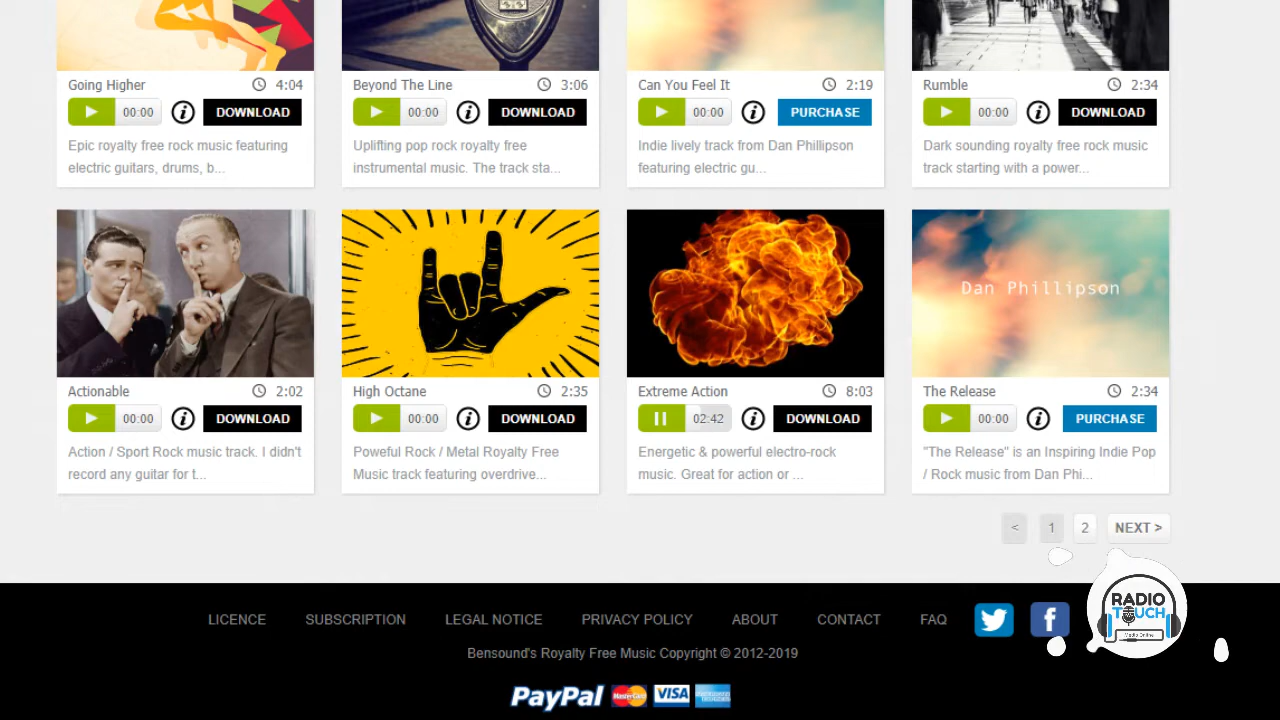 Going Higher 4:04
00:00 DOWNLOAD
Epic royalty free rock music featuring
electric guitars, drums, b...
Beyond The Line 3:06
00:00 DOWNLOAD
Uplifting pop rock royalty free
instrumental music. The track sta...
Can You Feel It 2:19
00:00 PURCHASE
Indie lively track from Dan Phillipson
featuring electric gu...
Rumble 2:34
00:00 DOWNLOAD
Dark sounding royalty free rock music
track starting with a power...
Actionable 2:02
00:00 DOWNLOAD
Action / Sport Rock music track. I didn't
record any guitar for t...
High Octane 2:35
00:00 DOWNLOAD
Poweful Rock / Metal Royalty Free
Music track featuring overdrive...
Extreme Action 8:03
02:42 DOWNLOAD
Energetic & powerful electro-rock
music. Great for action or ...
Dan Phillipson
The Release 2:34
00:00 PURCHASE
"The Release" is an Inspiring Indie Pop
/ Rock music from Dan Phi...
< 1 2 NEXT >
LICENCE SUBSCRIPTION LEGAL NOTICE PRIVACY POLICY ABOUT CONTACT FAQ
RADIO
TOUCH
Media Online
Bensound's Royalty Free Music Copyright © 2012-2019
PayPal MasterCard VISA